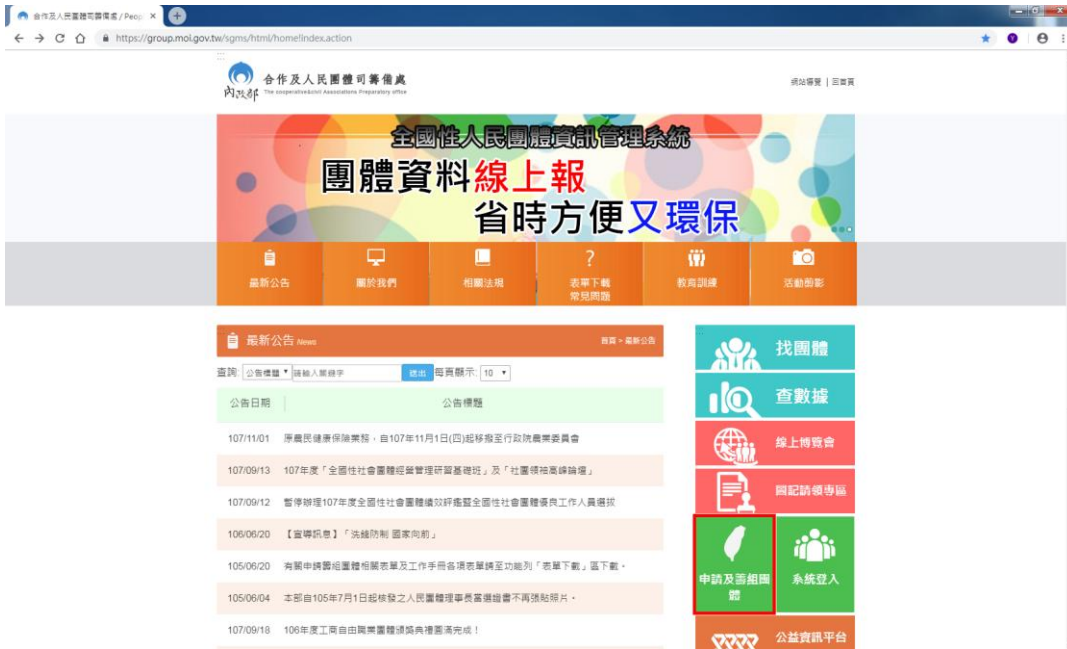 合作及人民團體司籌備處 / Peop
https://group.moi.gov.tw/sgms/html/home!index.action
內政部
合作及人民團體司籌備處
The cooperative&civil Associations Preparatory office
網站導覽 | 回首頁
全國性人民團體資訊管理系統
團體資料線上報
省時方便又環保
最新公告
關於我們
相關法規
表單下載
常見問題
教育訓練
活動剪影
最新公告 News
首頁 > 最新公告
查詢: 公告標題 請輸入關鍵字 送出 每頁顯示: 10
公告日期 公告標題
107/11/01 原農民健康保險業務，自107年11月1日(四)起移撥至行政院農業委員會
107/09/13 107年度「全國性社會團體經營管理研習基礎班」及「社團領袖高峰論壇」
107/09/12 暫停辦理107年度全國性社會團體績效評鑑暨全國性社會團體優良工作人員選拔
106/06/20 【宣導訊息】「洗錢防制 國家向前」
105/06/20 有關申請籌組團體相關表單及工作手冊各項表單請至功能列「表單下載」區下載。
105/06/04 本部自105年7月1日起核發之人民團體理事長當選證書不再張貼照片。
107/09/18 106年度工商自由職業團體頒獎典禮圓滿完成！
找團體
查數據
線上博覽會
圖記請領專區
申請及籌組團
體
系統登入
公益資訊平台